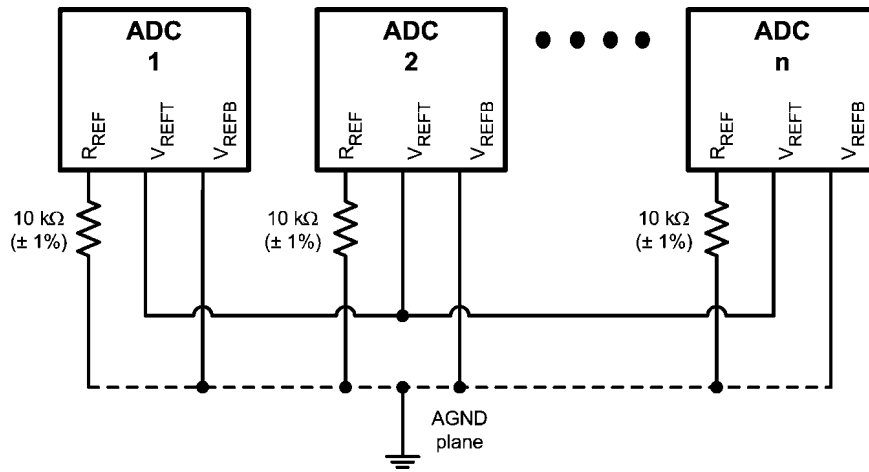 ADC
1
ADC
2
ADC
n
RREF
VREFT
VREFB
RREF
VREFT
VREFB
RREF
VREFT
VREFB
10 kΩ
(± 1%)
10 kΩ
(± 1%)
10 kΩ
(± 1%)
AGND
plane